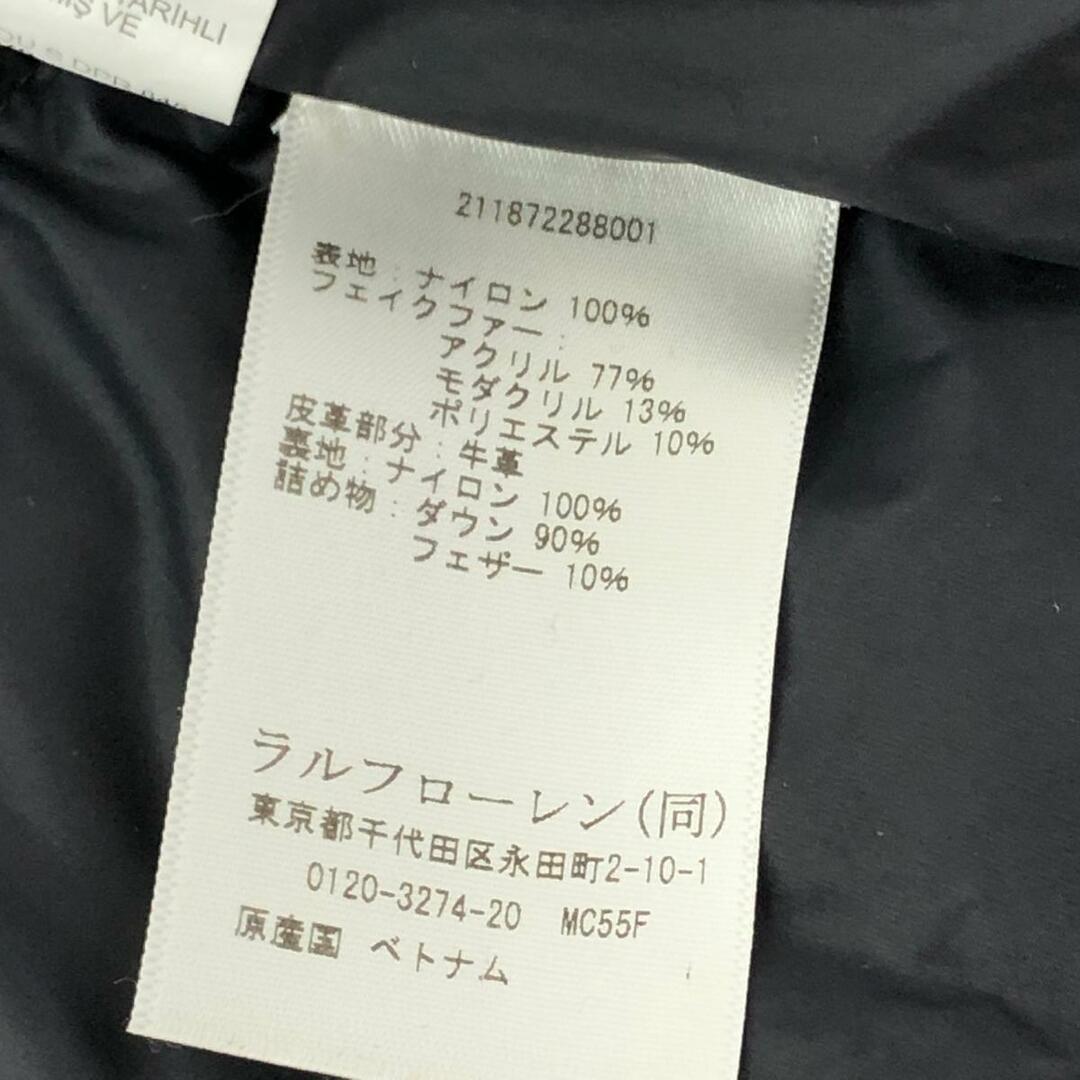 TARİHLİ
MIŞ VE
211872288001
表地:ナイロン 100%
フェイクファー:
アクリル 77%
モダクリル 13%
ポリエステル 10%
皮革部分:牛革
裏地:ナイロン 100%
詰め物:ダウン 90%
フェザー 10%
ラルフローレン(同)
東京都千代田区永田町2-10-1
0120-3274-20 MC55F
原産国 ベトナム